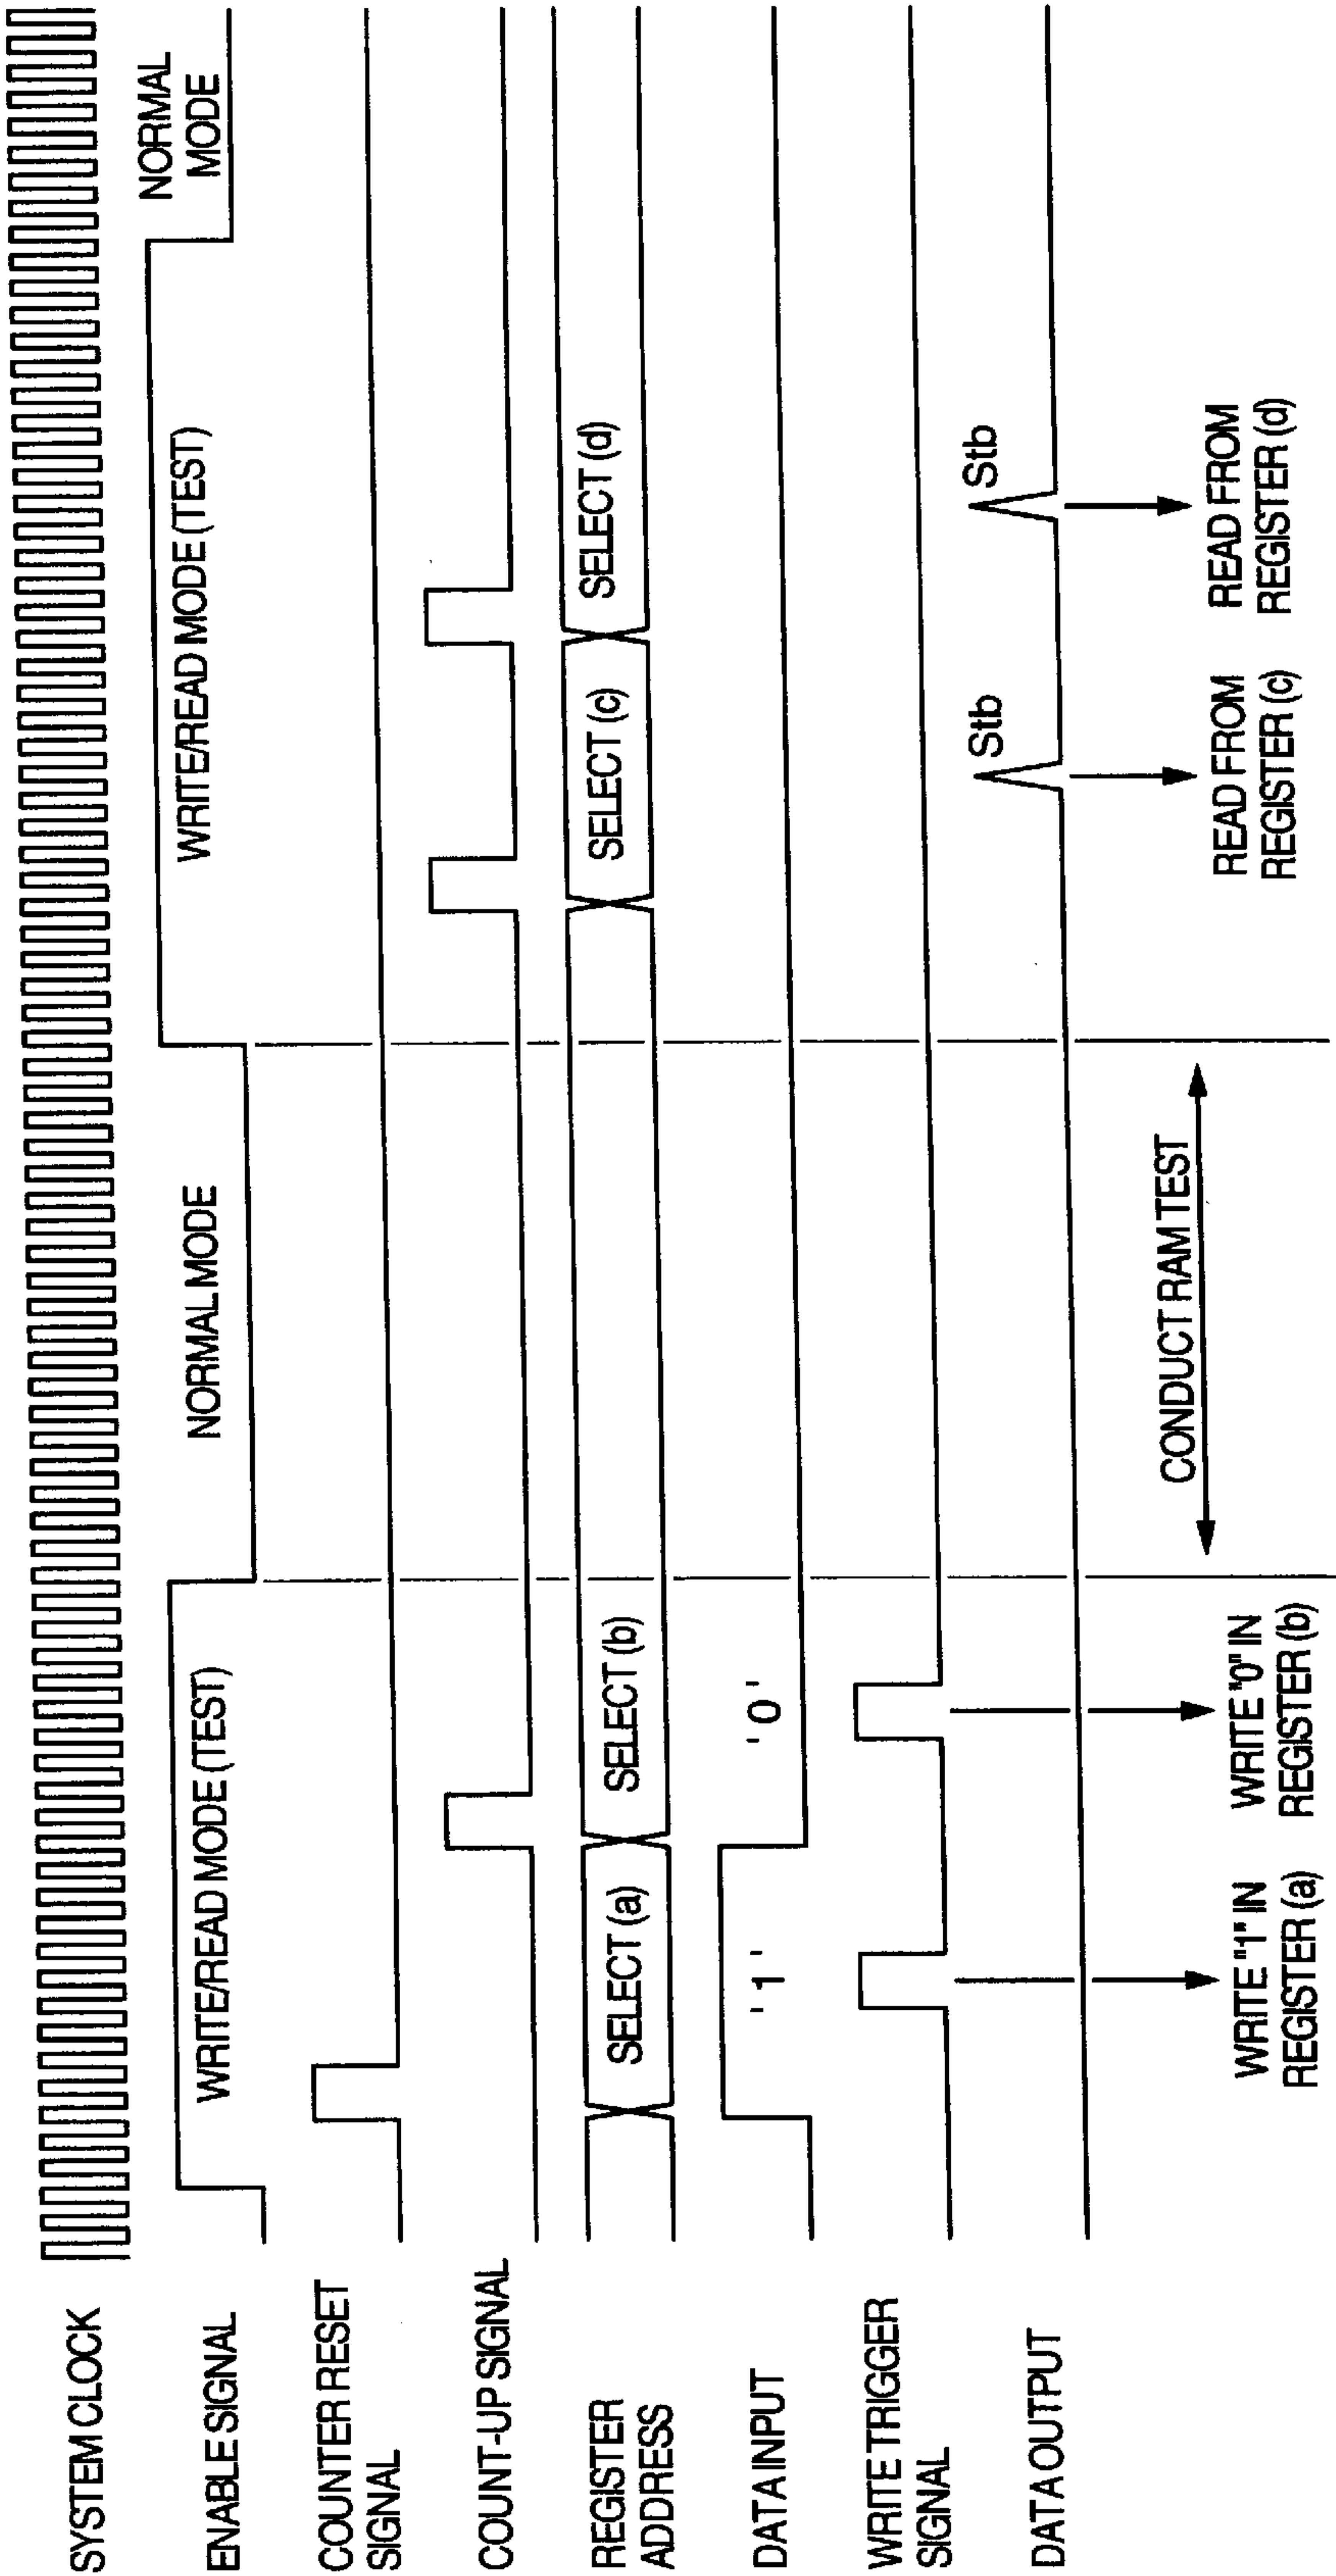 SYSTEM CLOCK
ENABLE SIGNAL
WRITE/READ MODE (TEST)
NORMAL MODE
WRITE/READ MODE (TEST)
NORMAL
MODE
COUNTER RESET
SIGNAL
COUNT-UP SIGNAL
REGISTER
ADDRESS
SELECT (a)
SELECT (b)
SELECT (c)
SELECT (d)
DATA INPUT
'1'
'0'
WRITE TRIGGER
SIGNAL
DATA OUTPUT
Stb
Stb
WRITE "1" IN
REGISTER (a)
WRITE "0" IN
REGISTER (b)
CONDUCT RAM TEST
READ FROM
REGISTER (c)
READ FROM
REGISTER (d)